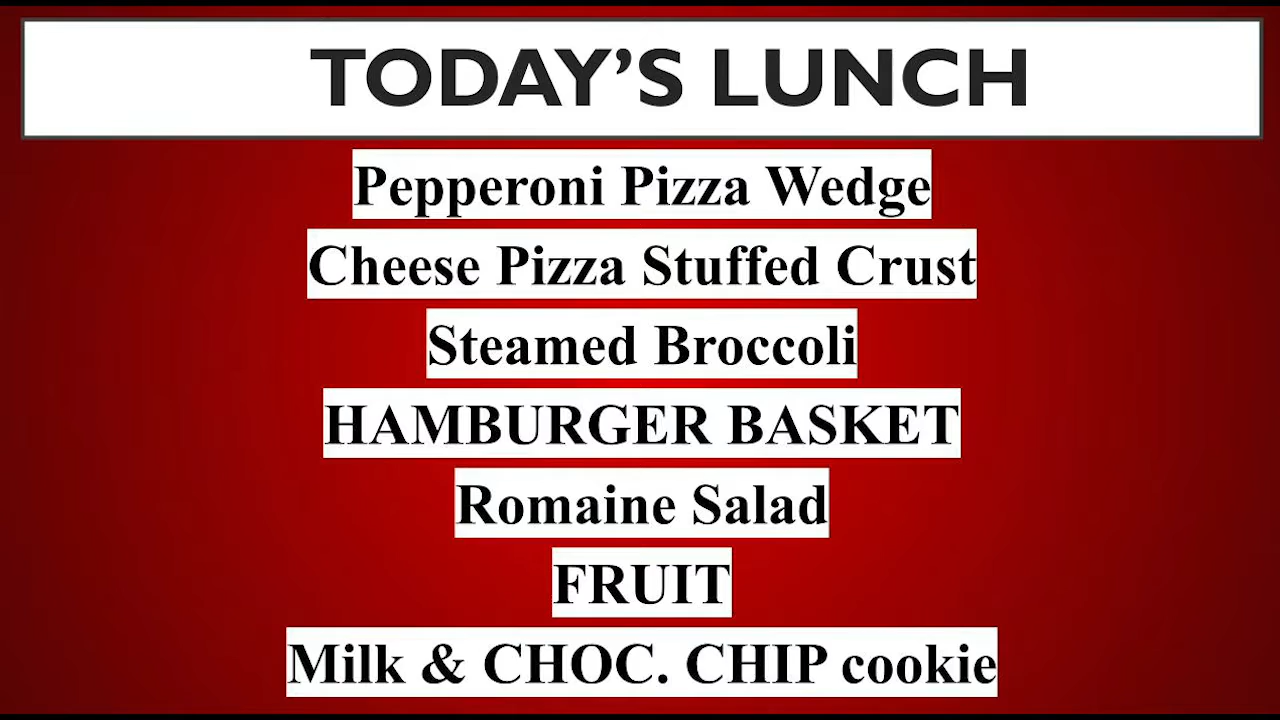 TODAY’S LUNCH
Pepperoni Pizza Wedge
Cheese Pizza Stuffed Crust
Steamed Broccoli
HAMBURGER BASKET
Romaine Salad
FRUIT
Milk & CHOC. CHIP cookie